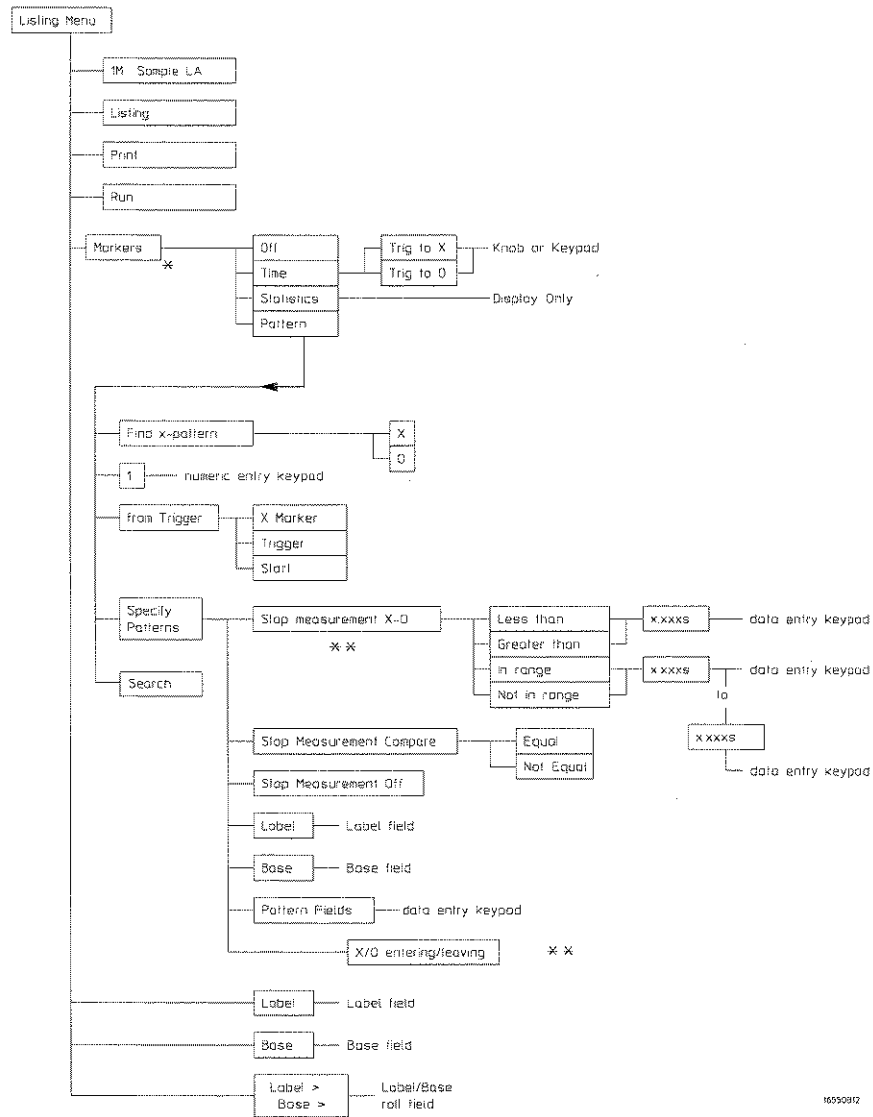 Listing Menu
1M Sample LA
Listing
Print
Run
Markers
*
Off
Time
Statistics
Pattern
Trig to X
Trig to O
Knob or Keypad
Display Only
Find x-pattern
X
O
1
numeric entry keypad
from Trigger
X Marker
Trigger
Start
Specify
Patterns
Stop measurement X-O
**
Less than
Greater than
In range
Not in range
x.xxxs
data entry keypad
x.xxxs
data entry keypad
to
x.xxxs
data entry keypad
Search
Stop Measurement Compare
Equal
Not Equal
Stop Measurement Off
Label
Label field
Base
Base field
Pattern Fields
data entry keypad
X/O entering/leaving
**
Label
Label field
Base
Base field
Label >
Base >
Label/Base
roll field
16550B12